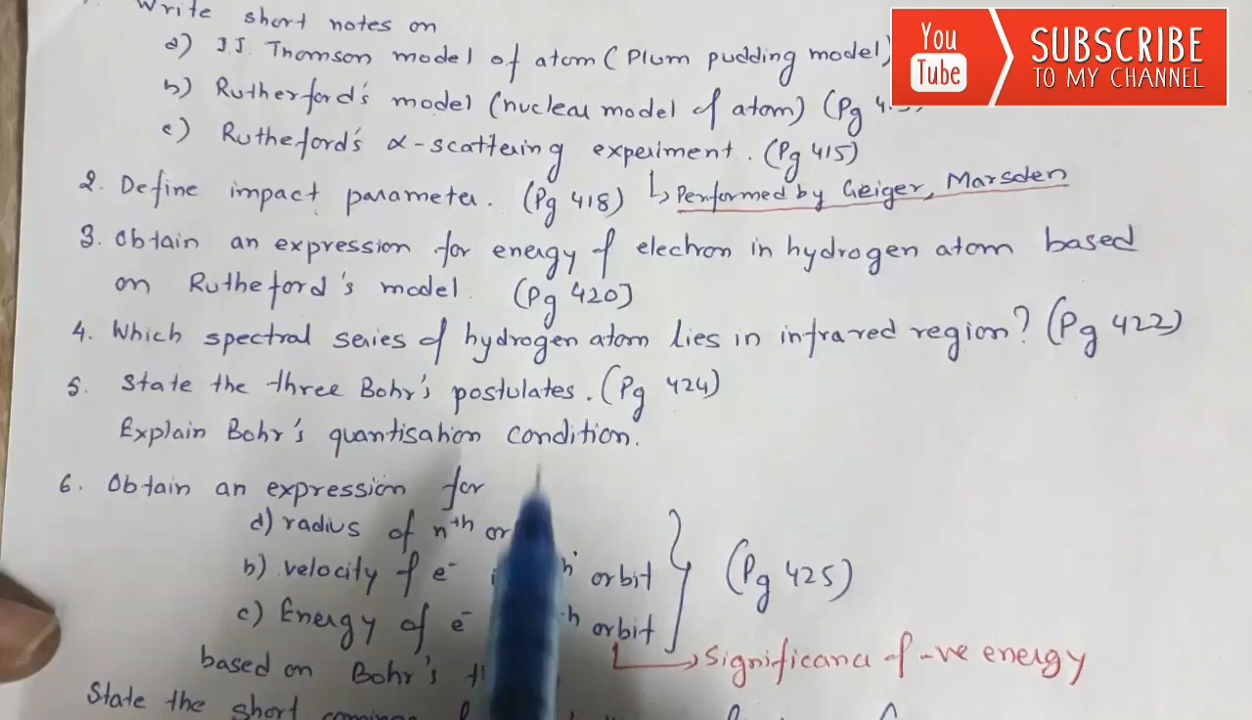 Write short notes on
a) J.J. Thomson model of atom (Plum pudding model)
b) Rutherford's model (nuclear model of atom) (Pg
c) Rutheford's α-scattering experiment. (Pg 415)
↳ Performed by Geiger, Marsden
2. Define impact parameter. (Pg 418)
3. Obtain an expression for energy of electron in hydrogen atom based
on Rutheford's model. (Pg 420)
4. Which spectral series of hydrogen atom lies in infrared region? (Pg 422)
5. State the three Bohr's postulates. (Pg 424)
Explain Bohr's quantisation condition.
6. Obtain an expression for
a) radius of nth
b) velocity of e- orbit
c) Energy of e- orbit
(Pg 425)
→ Significance of -ve energy
based on Bohr's
State the short comings
You Tube
SUBSCRIBE
TO MY CHANNEL